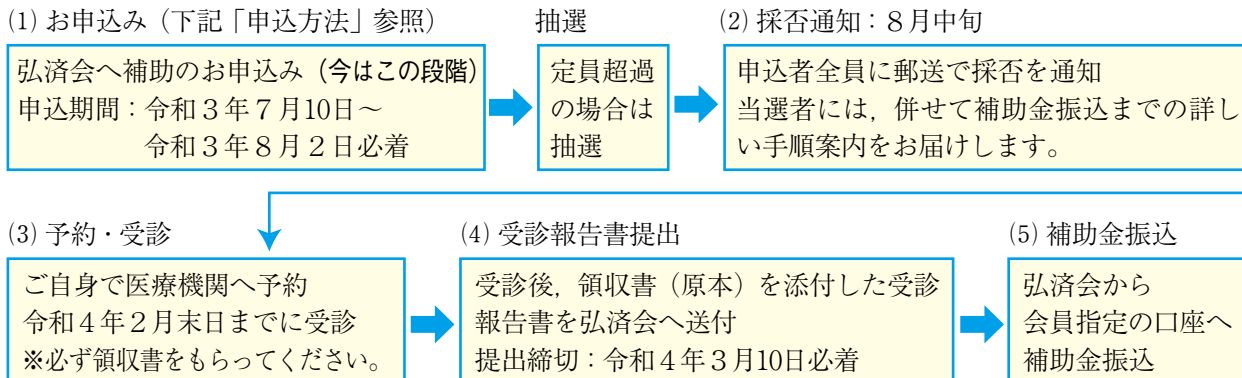 (1) お申込み（下記「申込方法」参照）
弘済会へ補助のお申込み（今はこの段階）
申込期間：令和３年７月10日～
令和３年８月２日必着
抽選
定員超過
の場合は
抽選
(2) 採否通知：８月中旬
申込者全員に郵送で採否を通知
当選者には，併せて補助金振込までの詳し
い手順案内をお届けします。
(3) 予約・受診
ご自身で医療機関へ予約
令和４年２月末日までに受診
※必ず領収書をもらってください。
(4) 受診報告書提出
受診後，領収書（原本）を添付した受診
報告書を弘済会へ送付
提出締切：令和４年３月10日必着
(5) 補助金振込
弘済会から
会員指定の口座へ
補助金振込